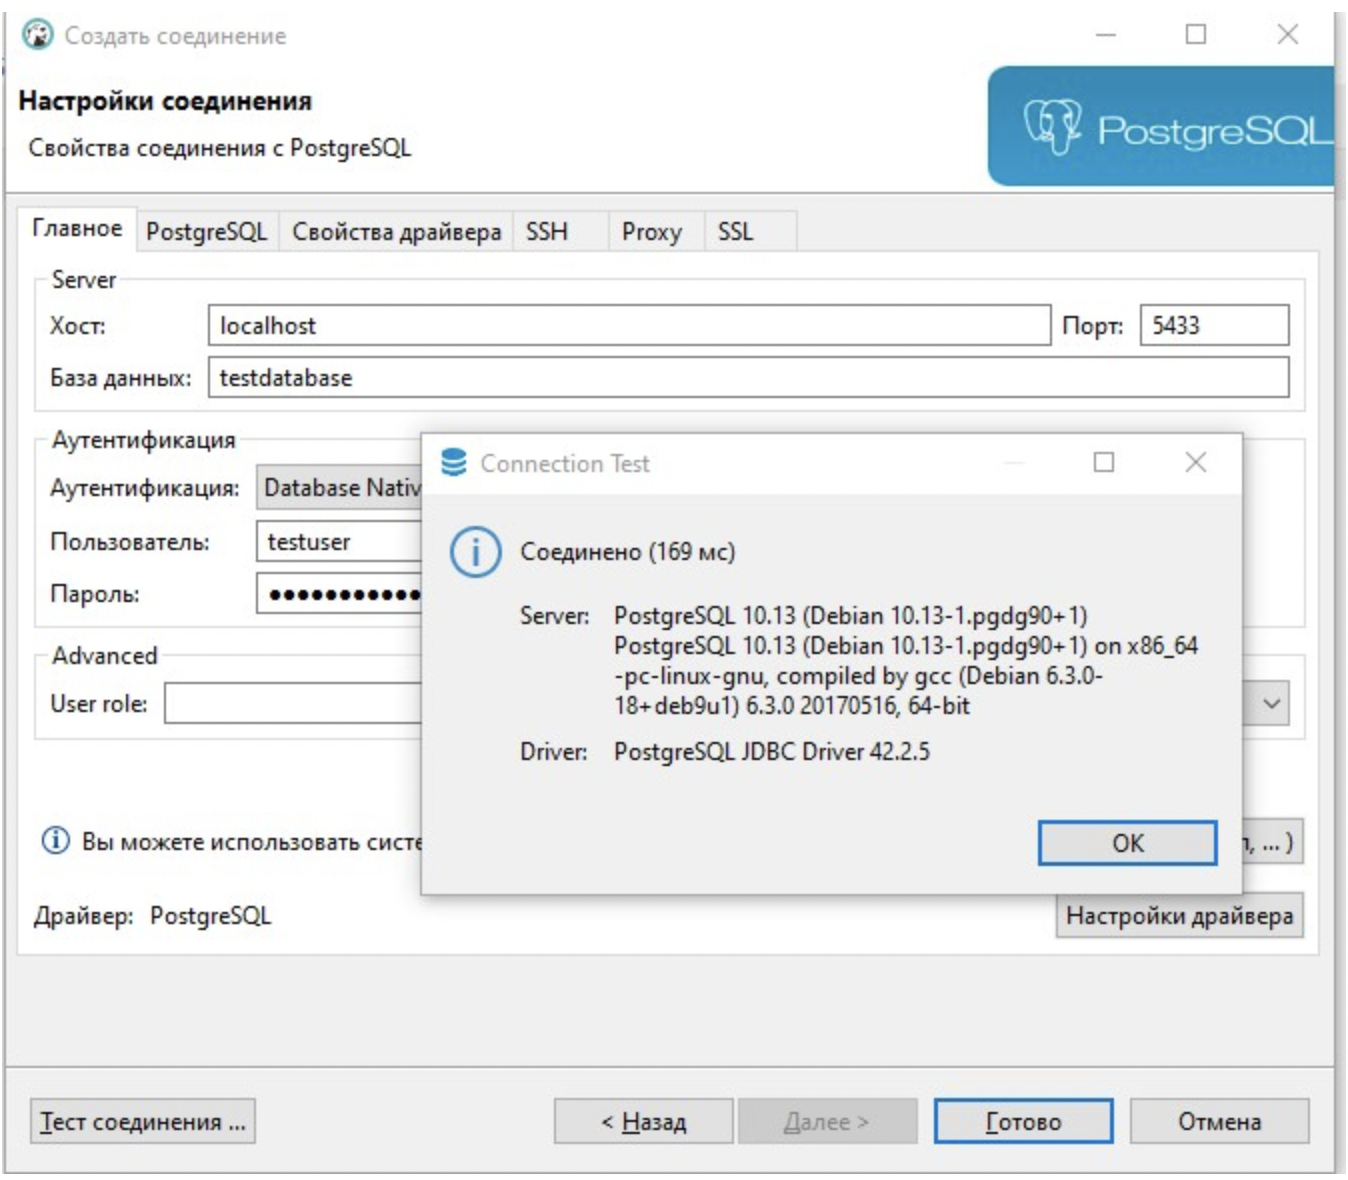 Создать соединение
Настройки соединения
Свойства соединения с PostgreSQL
PostgreSQL
Главное PostgreSQL Свойства драйвера SSH Proxy SSL
Server
Хост: localhost Порт: 5433
База данных: testdatabase
Аутентификация
Аутентификация: Database Nativ
Пользователь: testuser
Пароль: ••••••••••••
Advanced
User role:
Connection Test
Соединено (169 мс)
Server: PostgreSQL 10.13 (Debian 10.13-1.pgdg90+1)
PostgreSQL 10.13 (Debian 10.13-1.pgdg90+1) on x86_64
-pc-linux-gnu, compiled by gcc (Debian 6.3.0-
18+deb9u1) 6.3.0 20170516, 64-bit
Driver: PostgreSQL JDBC Driver 42.2.5
OK
Вы можете использовать систе
, ... )
Драйвер: PostgreSQL
Настройки драйвера
Тест соединения ... < Назад Далее > Готово Отмена